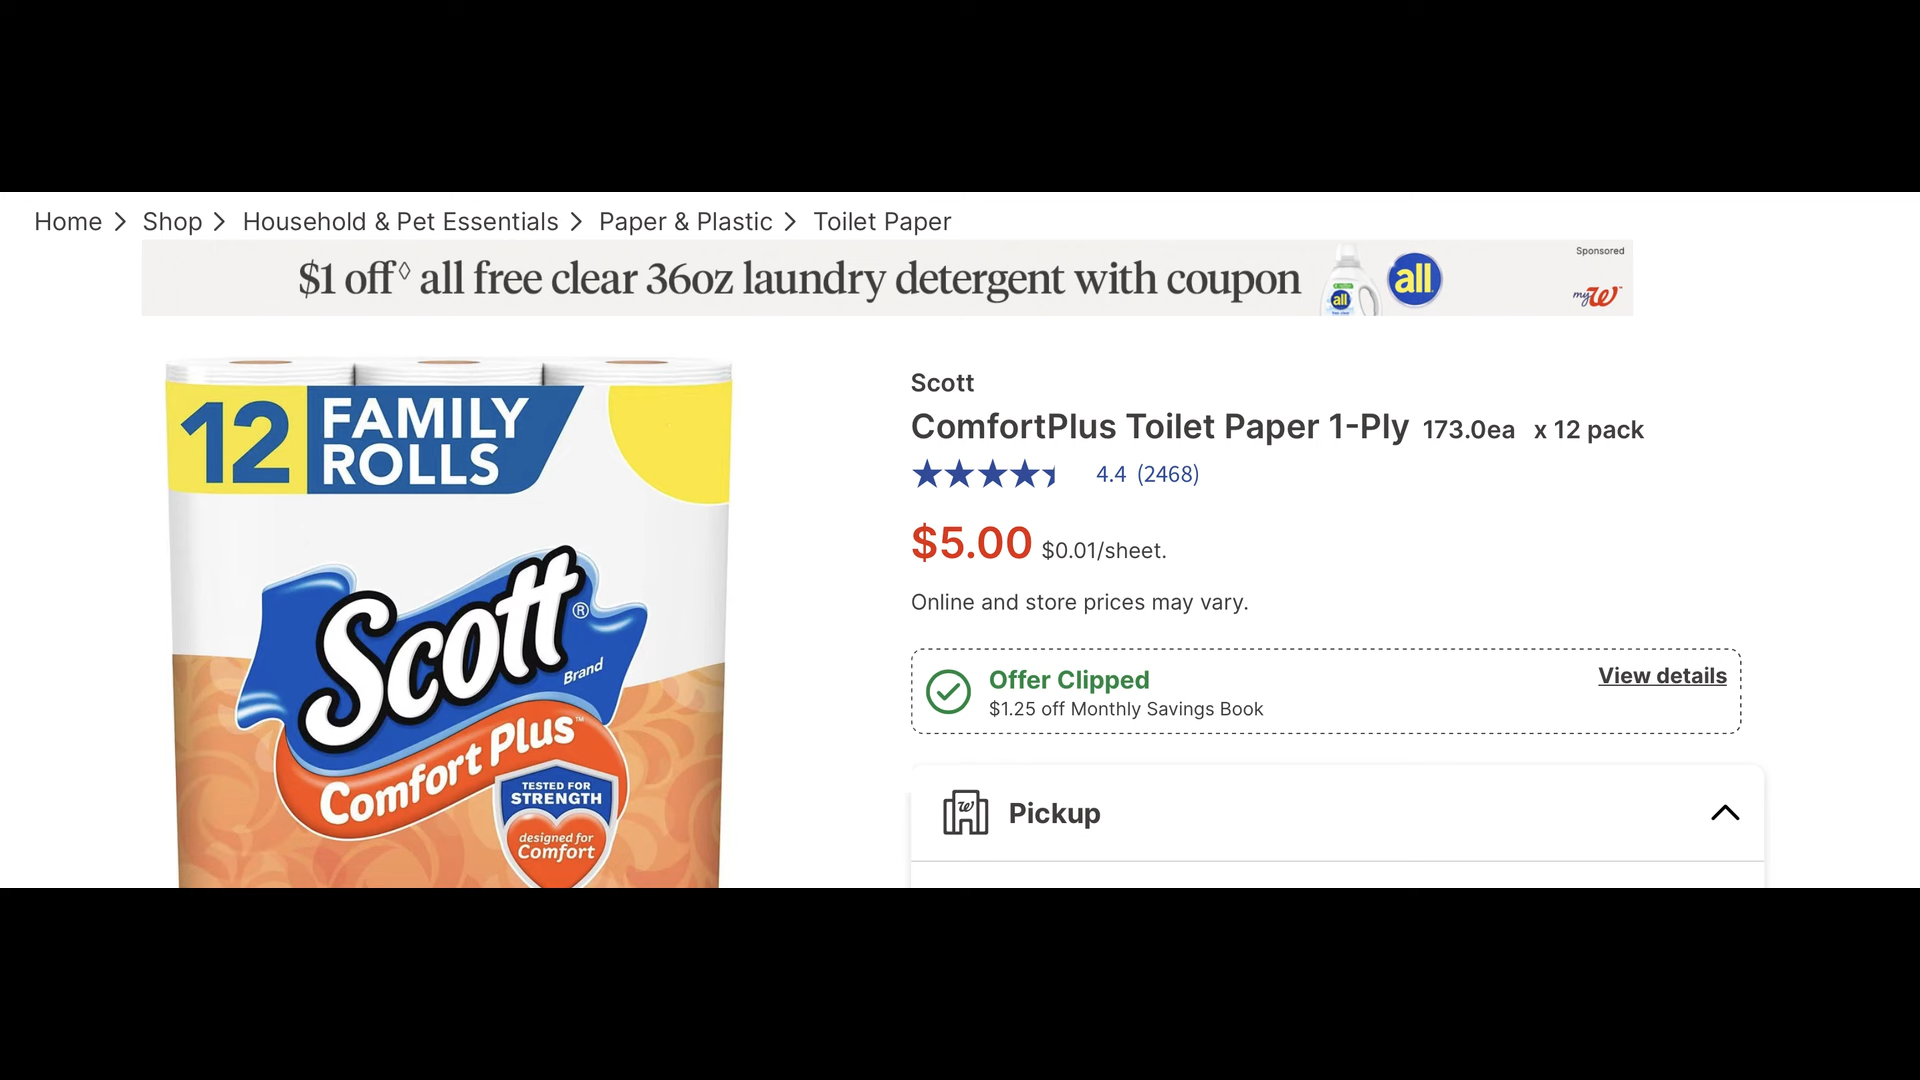 Home > Shop > Household & Pet Essentials > Paper & Plastic > Toilet Paper
$1 off◊ all free clear 36oz laundry detergent with coupon
all
all
Sponsored
myW
12 FAMILY ROLLS
Scott®
Brand
Comfort Plus™
TESTED FOR
STRENGTH
designed for
Comfort
Scott
ComfortPlus Toilet Paper 1-Ply 173.0ea x 12 pack
4.4 (2468)
$5.00 $0.01/sheet.
Online and store prices may vary.
Offer Clipped
View details
$1.25 off Monthly Savings Book
Pickup